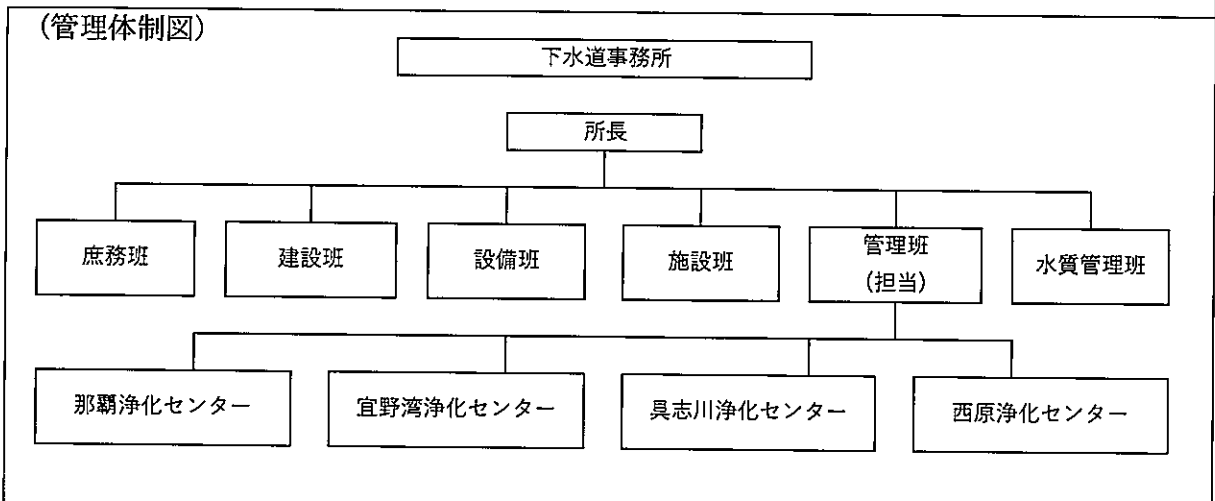 (管理体制図)
下水道事務所
所長
庶務班
建設班
設備班
施設班
管理班
(担当)
水質管理班
那覇浄化センター
宜野湾浄化センター
具志川浄化センター
西原浄化センター